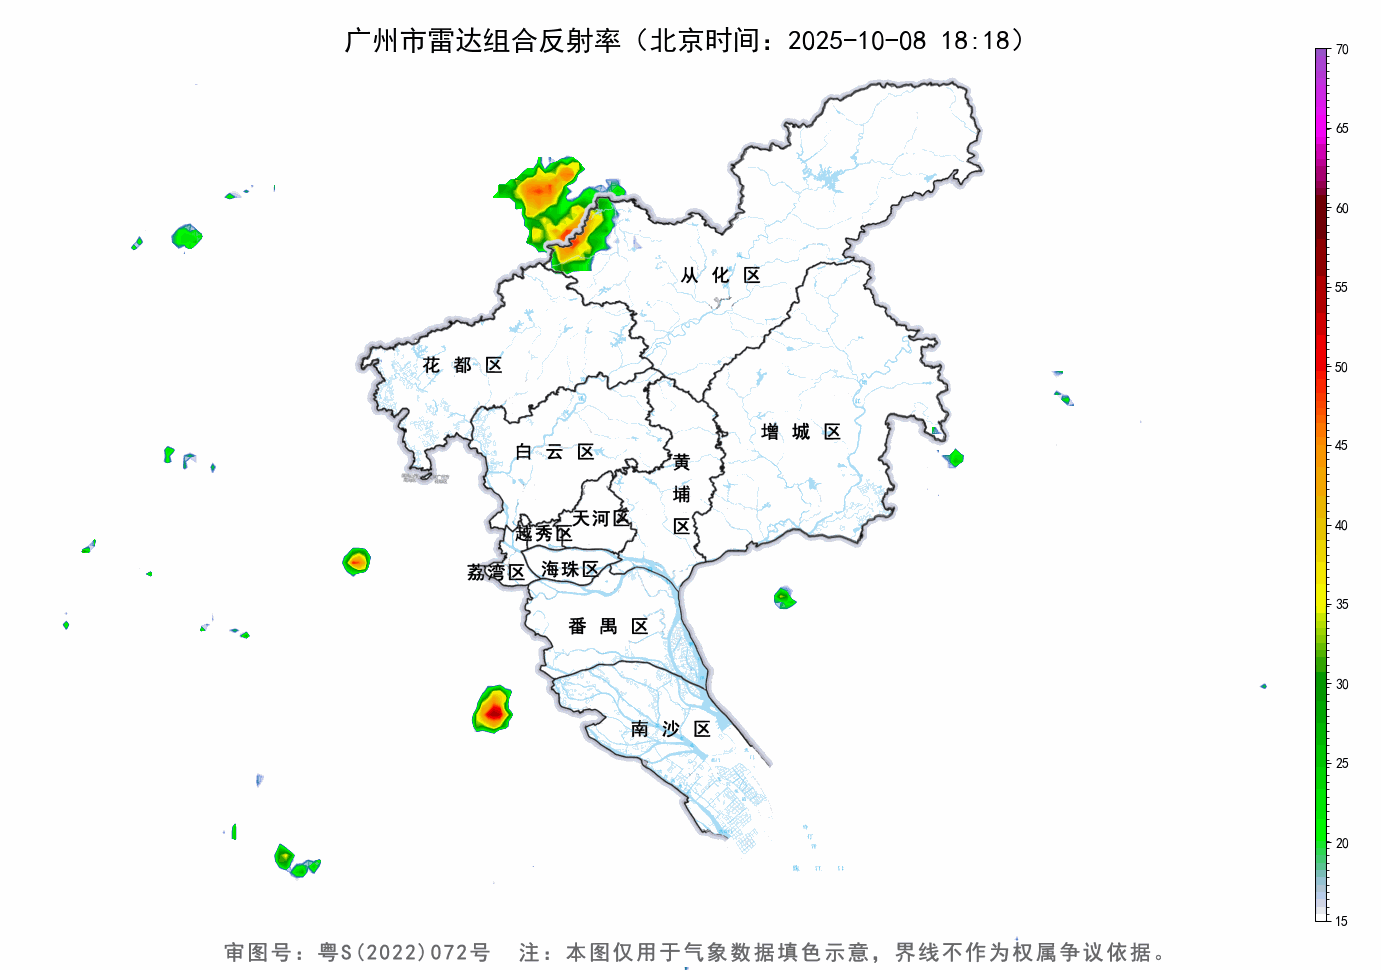 广州市雷达组合反射率（北京时间：2025-10-08 18:18）
70
65
60
55
50
45
40
35
30
25
20
15
从化区
花都区
增城区
白云区
黄埔区
天河区
越秀区
荔湾区
海珠区
番禺区
南沙区
审图号：粤S(2022)072号 注：本图仅用于气象数据填色示意，界线不作为权属争议依据。